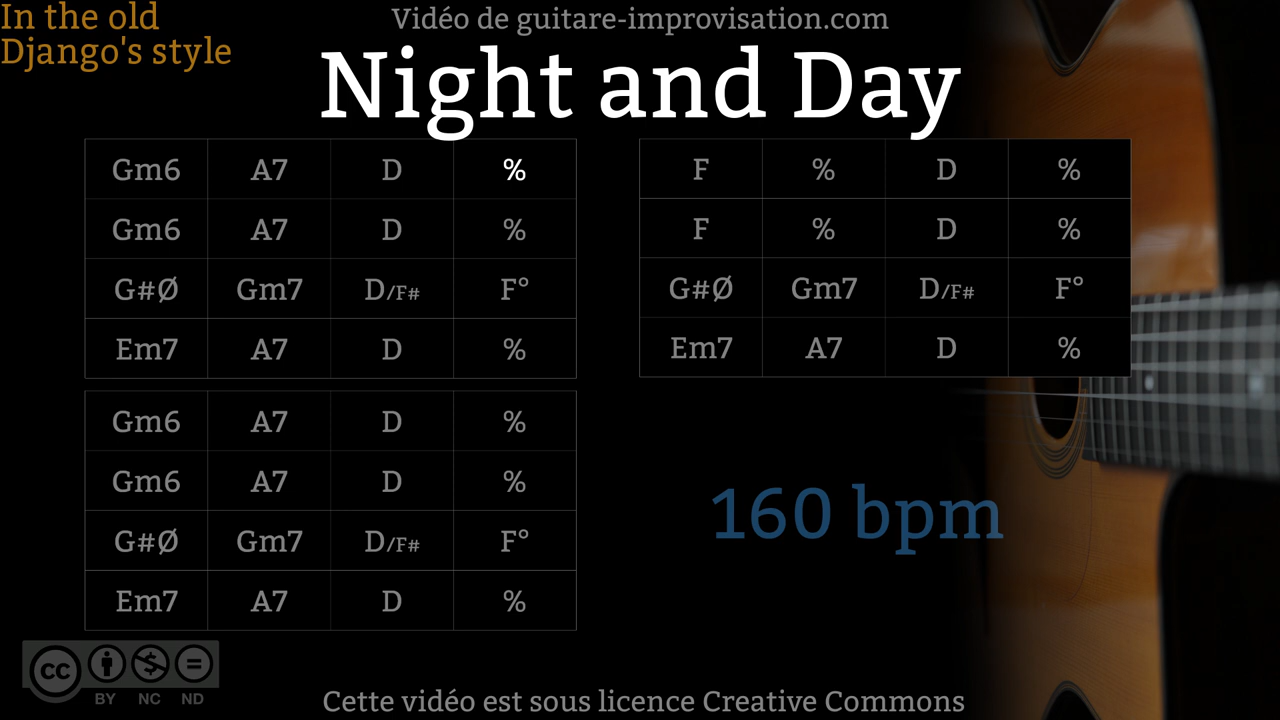 In the old
Django's style
Vidéo de guitare-improvisation.com
Night and Day
Gm6 A7 D %
Gm6 A7 D %
G#Ø Gm7 D/F# F°
Em7 A7 D %
Gm6 A7 D %
Gm6 A7 D %
G#Ø Gm7 D/F# F°
Em7 A7 D %
F % D %
F % D %
G#Ø Gm7 D/F# F°
Em7 A7 D %
160 bpm
cc
BY NC ND
Cette vidéo est sous licence Creative Commons